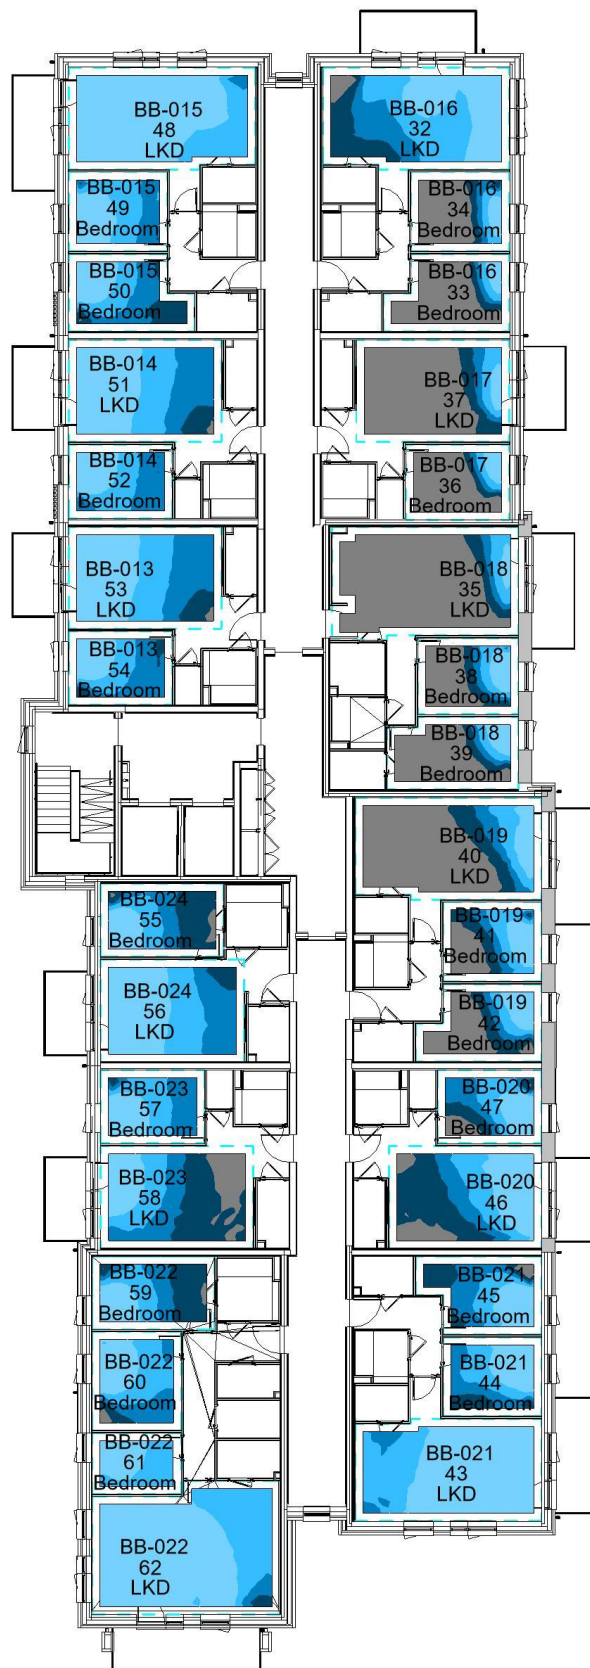 BB-015
48
LKD
BB-016
32
LKD
BB-015
49
Bedroom
BB-016
34
Bedroom
BB-015
50
Bedroom
BB-016
33
Bedroom
BB-014
51
LKD
BB-017
37
LKD
BB-014
52
Bedroom
BB-017
36
Bedroom
BB-013
53
LKD
BB-018
35
LKD
BB-013
54
Bedroom
BB-018
38
Bedroom
BB-018
39
Bedroom
BB-019
40
LKD
BB-024
55
Bedroom
BB-019
41
Bedroom
BB-024
56
LKD
BB-019
42
Bedroom
BB-023
57
Bedroom
BB-020
47
Bedroom
BB-023
58
LKD
BB-020
46
LKD
BB-022
59
Bedroom
BB-021
45
Bedroom
BB-022
60
Bedroom
BB-021
44
Bedroom
BB-022
61
Bedroom
BB-021
43
LKD
BB-022
62
LKD